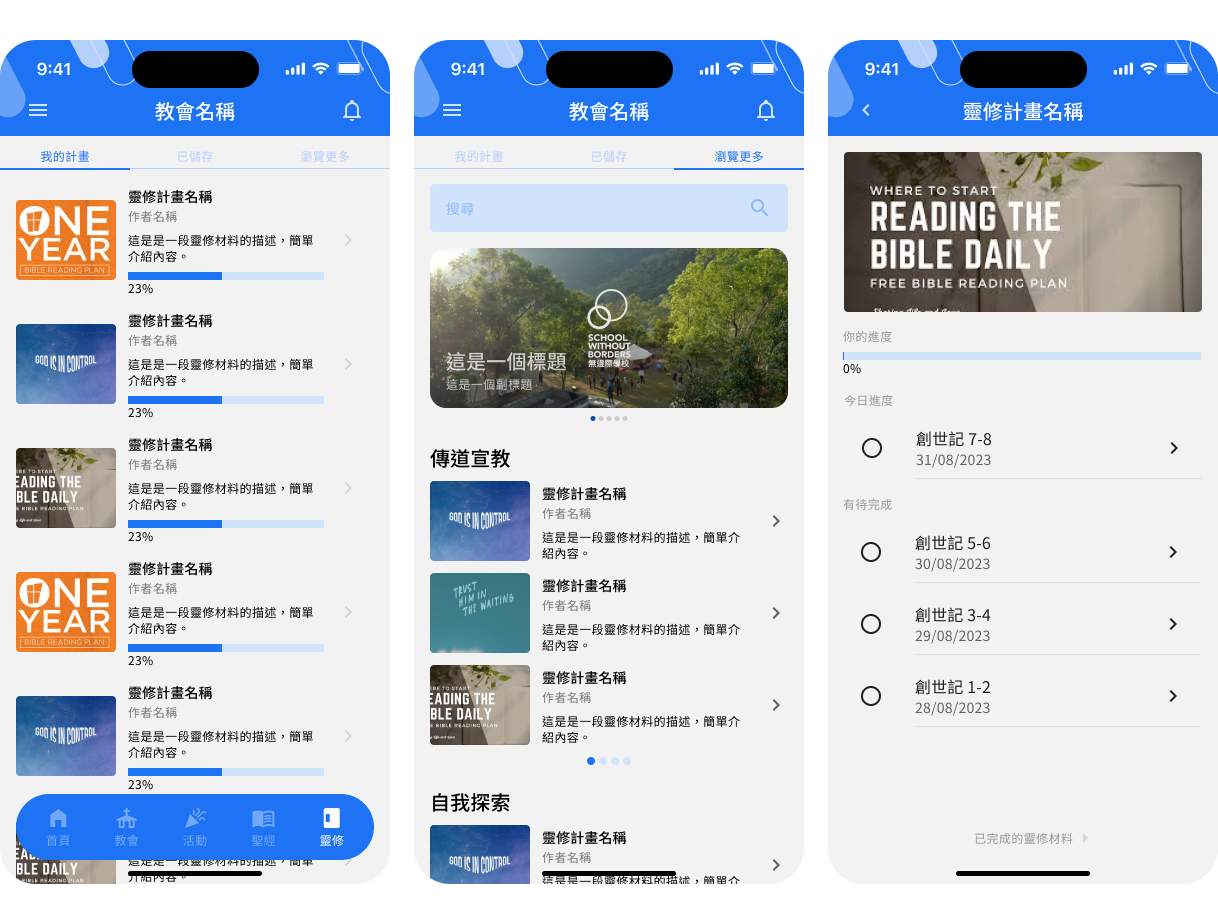 9:41
教會名稱
我的計畫
已儲存
瀏覽更多
ONE
YEAR
BIBLE READING PLAN
靈修計畫名稱
作者名稱
這是是一段靈修材料的描述，簡單
介紹內容。
23%
GOD IS IN CONTROL
靈修計畫名稱
作者名稱
這是是一段靈修材料的描述，簡單
介紹內容。
23%
RE TO START
EADING THE
BLE DAILY
E BIBLE READING PLAN
靈修計畫名稱
作者名稱
這是是一段靈修材料的描述，簡單
介紹內容。
23%
ONE
YEAR
BIBLE READING PLAN
靈修計畫名稱
作者名稱
這是是一段靈修材料的描述，簡單
介紹內容。
23%
GOD IS IN CONTROL
靈修計畫名稱
作者名稱
這是是一段靈修材料的描述，簡單
介紹內容。
23%
首頁
教會
活動
聖經
靈修
這是是一段靈修材料的描述，簡單
介紹內容。
9:41
教會名稱
我的計畫
已儲存
瀏覽更多
搜尋
SCHOOL
WITHOUT
BORDERS
無邊際學校
這是一個標題
這是一個副標題
傳道宣教
GOD IS IN CONTROL
靈修計畫名稱
作者名稱
這是是一段靈修材料的描述，簡單介
紹內容。
TRUST
HIM IN
THE WAITING
靈修計畫名稱
作者名稱
這是是一段靈修材料的描述，簡單介
紹內容。
RE TO START
EADING THE
BLE DAILY
E BIBLE READING PLAN
靈修計畫名稱
作者名稱
這是是一段靈修材料的描述，簡單介
紹內容。
自我探索
GOD IS IN CONTROL
靈修計畫名稱
作者名稱
這是是一段靈修材料的描述，簡單介
9:41
靈修計畫名稱
WHERE TO START
READING THE
BIBLE DAILY
FREE BIBLE READING PLAN
你的進度
0%
今日進度
創世記 7-8
31/08/2023
有待完成
創世記 5-6
30/08/2023
創世記 3-4
29/08/2023
創世記 1-2
28/08/2023
已完成的靈修材料